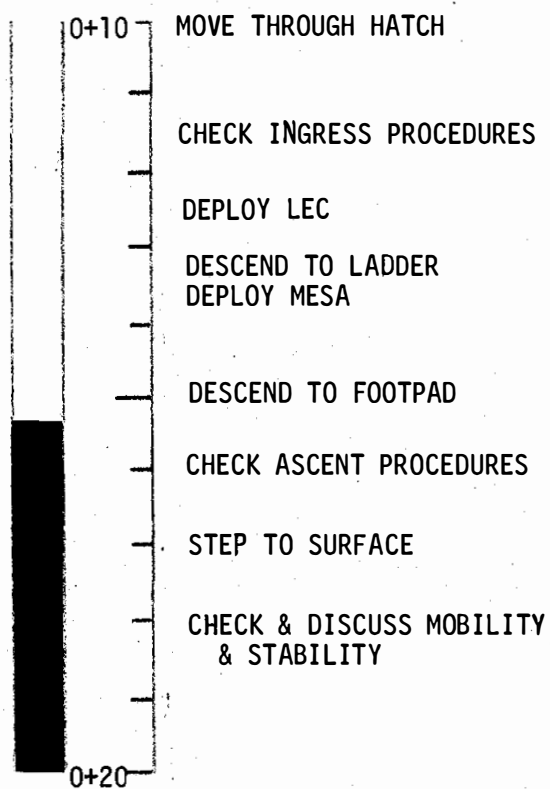 0+10 MOVE THROUGH HATCH
CHECK INGRESS PROCEDURES
DEPLOY LEC
DESCEND TO LADDER
DEPLOY MESA
DESCEND TO FOOTPAD
CHECK ASCENT PROCEDURES
STEP TO SURFACE
CHECK & DISCUSS MOBILITY
& STABILITY
0+20